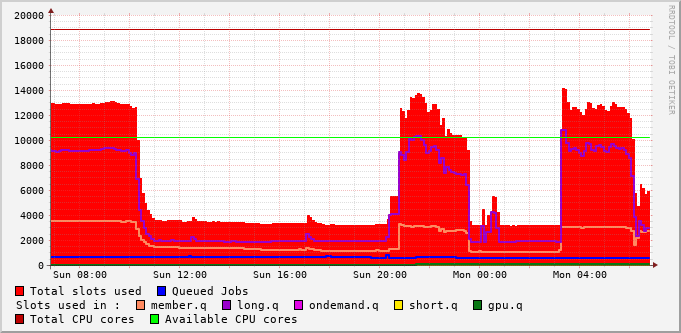 20000
18000
16000
14000
12000
10000
8000
6000
4000
2000
0
Sun 08:00 Sun 12:00 Sun 16:00 Sun 20:00 Mon 00:00 Mon 04:00
Total slots used Queued Jobs
Slots used in : member.q long.q ondemand.q short.q gpu.q
Total CPU cores Available CPU cores
RRDTOOL / TOBI OETIKER